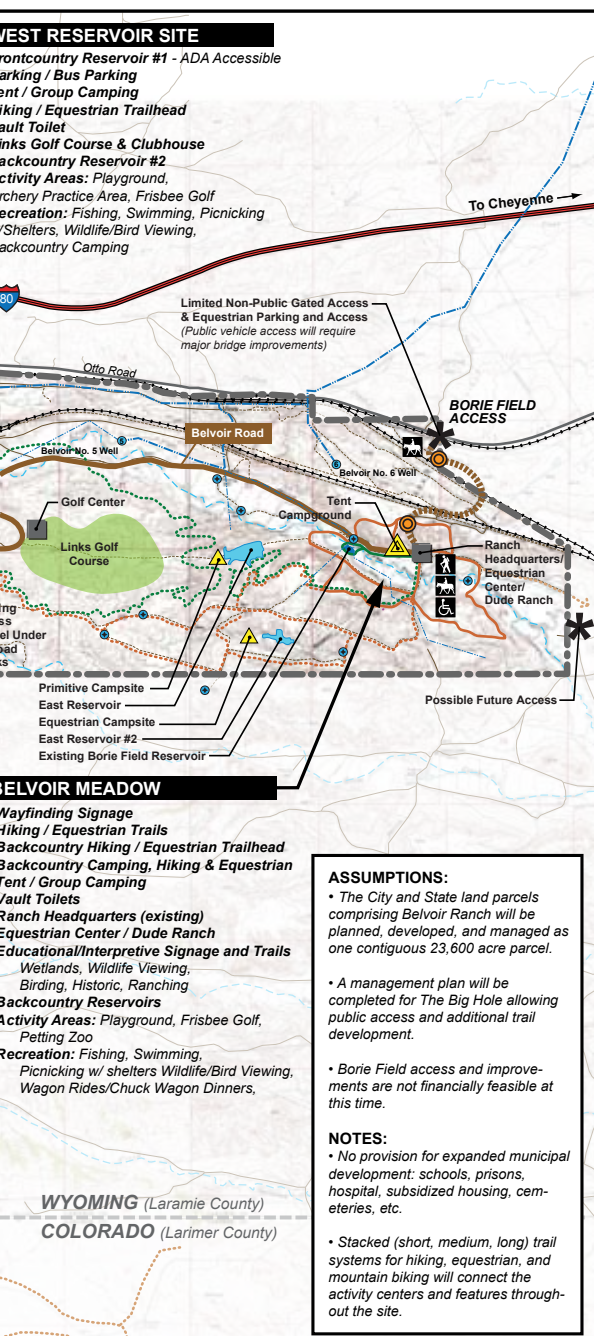 WEST RESERVOIR SITE
rontcountry Reservoir #1 - ADA Accessible
arking / Bus Parking
ent / Group Camping
iking / Equestrian Trailhead
ault Toilet
inks Golf Course & Clubhouse
ackcountry Reservoir #2
ctivity Areas: Playground,
rchery Practice Area, Frisbee Golf
ecreation: Fishing, Swimming, Picnicking
/Shelters, Wildlife/Bird Viewing,
ackcountry Camping
To Cheyenne
80
Limited Non-Public Gated Access
& Equestrian Parking and Access
(Public vehicle access will require
major bridge improvements)
Otto Road
BORIE FIELD
ACCESS
Belvoir Road
5
Belvoir No. 5 Well
6
Belvoir No. 6 Well
Tent
Campground
Golf Center
Links Golf
Course
Ranch
Headquarters/
Equestrian
Center/
Dude Ranch
ng
ss
el Under
oad
ks
Primitive Campsite
East Reservoir
Equestrian Campsite
East Reservoir #2
Existing Borie Field Reservoir
Possible Future Access
BELVOIR MEADOW
Wayfinding Signage
Hiking / Equestrian Trails
Backcountry Hiking / Equestrian Trailhead
Backcountry Camping, Hiking & Equestrian
Tent / Group Camping
Vault Toilets
Ranch Headquarters (existing)
Equestrian Center / Dude Ranch
Educational/Interpretive Signage and Trails
Wetlands, Wildlife Viewing,
Birding, Historic, Ranching
Backcountry Reservoirs
Activity Areas: Playground, Frisbee Golf,
Petting Zoo
Recreation: Fishing, Swimming,
Picnicking w/ shelters Wildlife/Bird Viewing,
Wagon Rides/Chuck Wagon Dinners,
ASSUMPTIONS:
• The City and State land parcels
comprising Belvoir Ranch will be
planned, developed, and managed as
one contiguous 23,600 acre parcel.
• A management plan will be
completed for The Big Hole allowing
public access and additional trail
development.
• Borie Field access and improve-
ments are not financially feasible at
this time.
NOTES:
• No provision for expanded municipal
development: schools, prisons,
hospital, subsidized housing, cem-
eteries, etc.
• Stacked (short, medium, long) trail
systems for hiking, equestrian, and
mountain biking will connect the
activity centers and features through-
out the site.
WYOMING (Laramie County)
COLORADO (Larimer County)